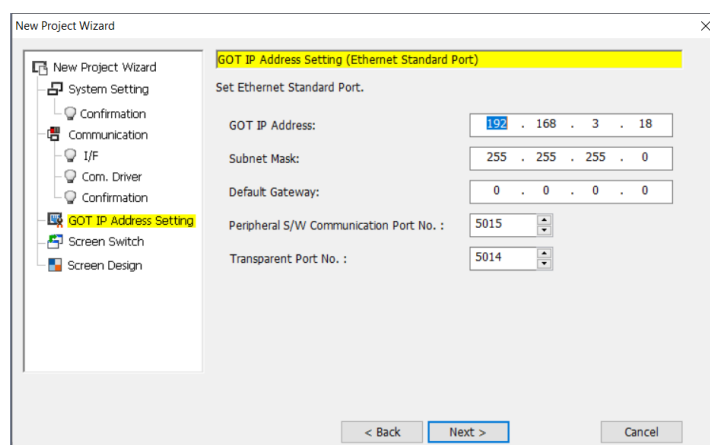 New Project Wizard
New Project Wizard
System Setting
Confirmation
Communication
I/F
Com. Driver
Confirmation
GOT IP Address Setting
Screen Switch
Screen Design
GOT IP Address Setting (Ethernet Standard Port)
Set Ethernet Standard Port.
GOT IP Address: 192 . 168 . 3 . 18
Subnet Mask: 255 . 255 . 255 . 0
Default Gateway: 0 . 0 . 0 . 0
Peripheral S/W Communication Port No. : 5015
Transparent Port No. : 5014
< Back Next > Cancel